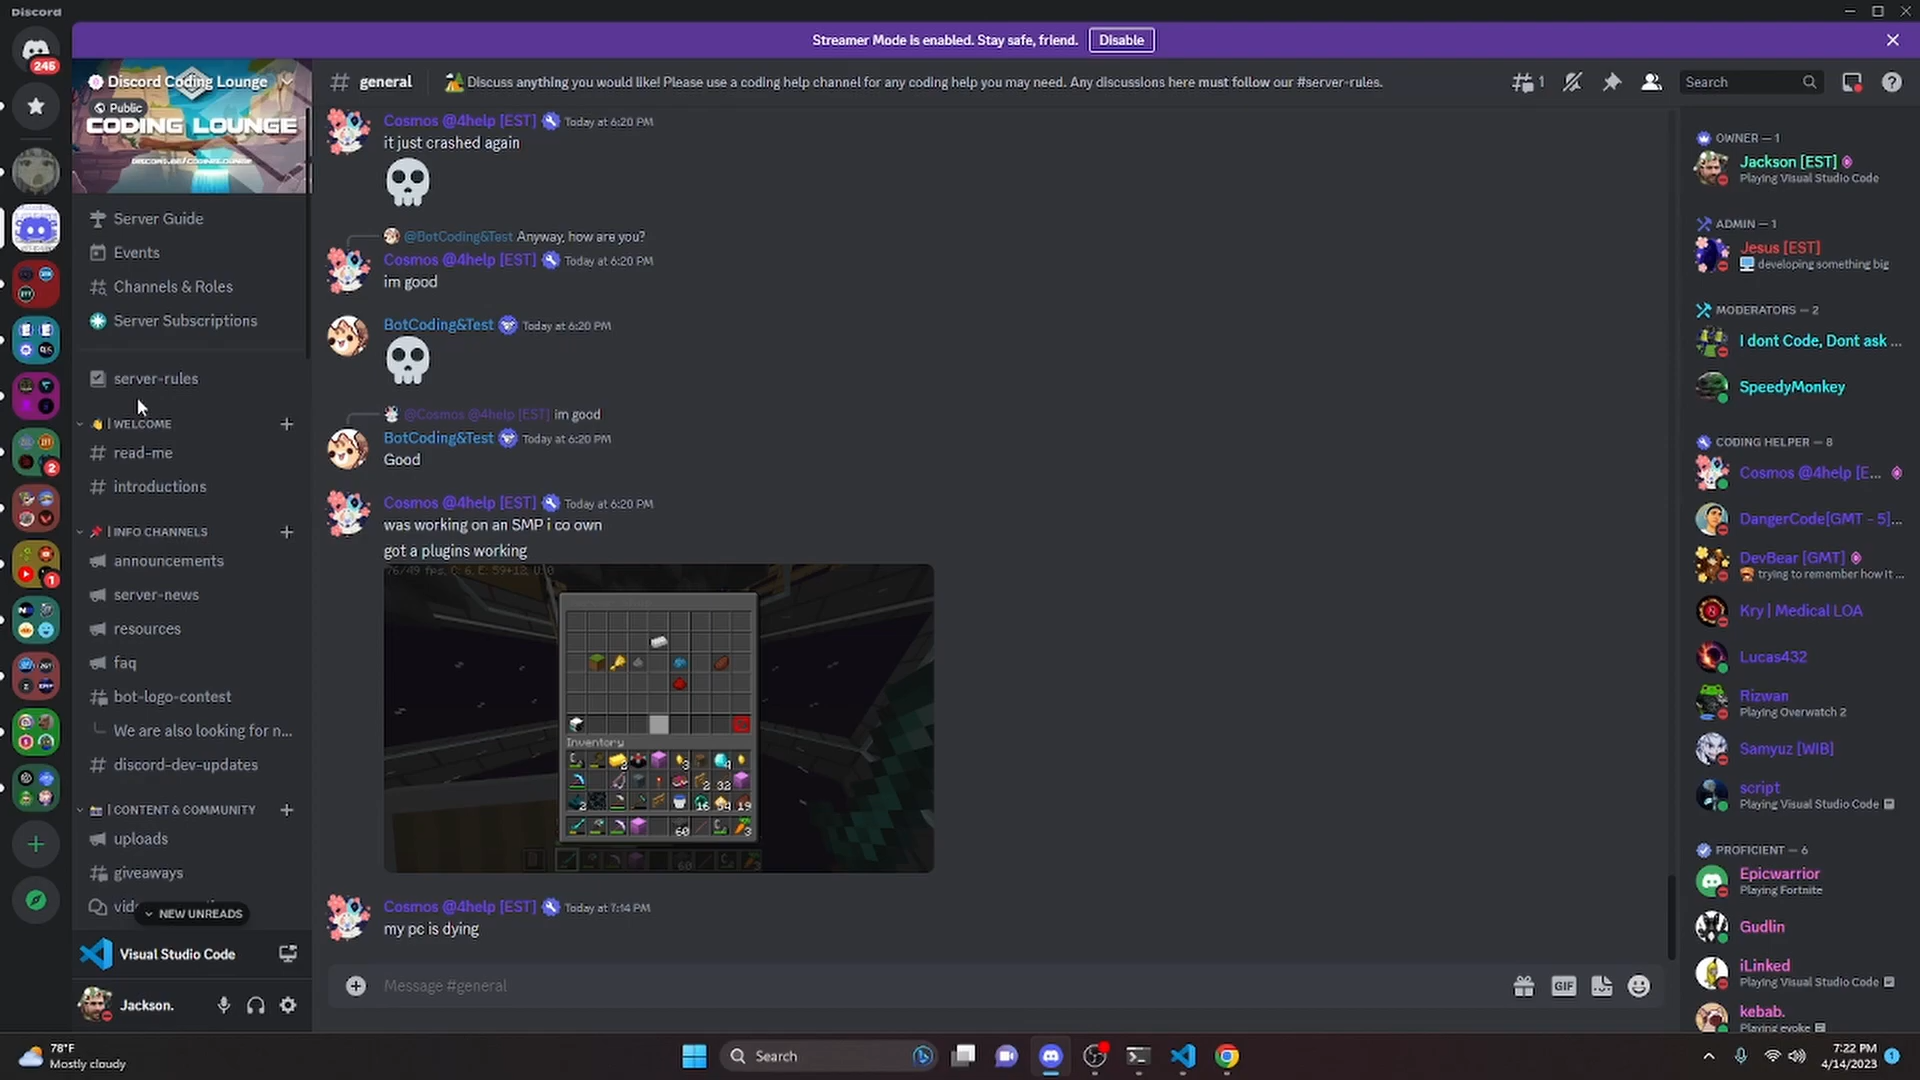 Discord
Streamer Mode is enabled. Stay safe, friend.
Disable
245
Discord Coding Lounge
Public
CODING LOUNGE
DISCORD.GG/CODINGLOUNGE
Server Guide
Events
Channels & Roles
Server Subscriptions
server-rules
| WELCOME
read-me
introductions
| INFO CHANNELS
announcements
server-news
resources
faq
bot-logo-contest
We are also looking for n...
discord-dev-updates
| CONTENT & COMMUNITY
uploads
giveaways
NEW UNREADS
2
1
Visual Studio Code
Jackson.
general
Discuss anything you would like! Please use a coding help channel for any coding help you may need. Any discussions here must follow our #server-rules.
1
Search
Cosmos @4help [EST] Today at 6:20 PM
it just crashed again
@BotCoding&Test Anyway, how are you?
Cosmos @4help [EST] Today at 6:20 PM
im good
BotCoding&Test Today at 6:20 PM
@Cosmos @4help [EST] im good
BotCoding&Test Today at 6:20 PM
Good
Cosmos @4help [EST] Today at 6:20 PM
was working on an SMP i co own
got a plugins working
Inventory
Cosmos @4help [EST] Today at 7:14 PM
my pc is dying
Message #general
GIF
OWNER — 1
Jackson [EST]
Playing Visual Studio Code
ADMIN — 1
Jesus [EST]
developing something big
MODERATORS — 2
I dont Code, Dont ask ...
SpeedyMonkey
CODING HELPER — 8
Cosmos @4help [E...
DangerCode[GMT - 5]...
DevBear [GMT]
trying to remember how it ...
Kry | Medical LOA
Lucas432
Rizwan
Playing Overwatch 2
Samyuz [WIB]
script
Playing Visual Studio Code
PROFICIENT — 6
Epicwarrior
Playing Fortnite
Gudlin
iLinked
Playing Visual Studio Code
kebab.
Playing evoke
78°F
Mostly cloudy
Search
7:22 PM
4/14/2023
1